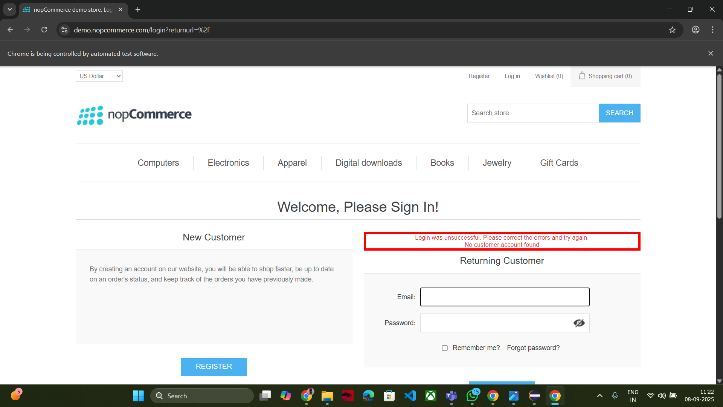 nopCommerce demo store. Log
demo.nopcommerce.com/login?returnurl=%2F
Chrome is being controlled by automated test software.
US Dollar
Register
Log in
Wishlist (0)
Shopping cart (0)
nopCommerce
Search store
SEARCH
Computers
Electronics
Apparel
Digital downloads
Books
Jewelry
Gift Cards
Welcome, Please Sign In!
New Customer
By creating an account on our website, you will be able to shop faster, be up to date
on an order's status, and keep track of the orders you have previously made.
REGISTER
Login was unsuccessful. Please correct the errors and try again.
No customer account found
Returning Customer
Email:
Password:
Remember me?
Forgot password?
Search
ENG
IN
11:22
08-09-2025